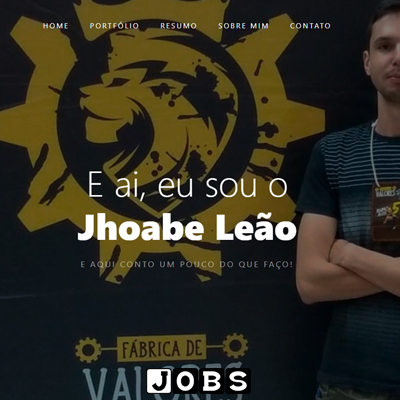 HOME PORTFÓLIO RESUMO SOBRE MIM CONTATO
E ai, eu sou o
Jhoabe Leão
E AQUI CONTO UM POUCO DO QUE FAÇO!
FÁBRICA DE
VALORES
JOBS